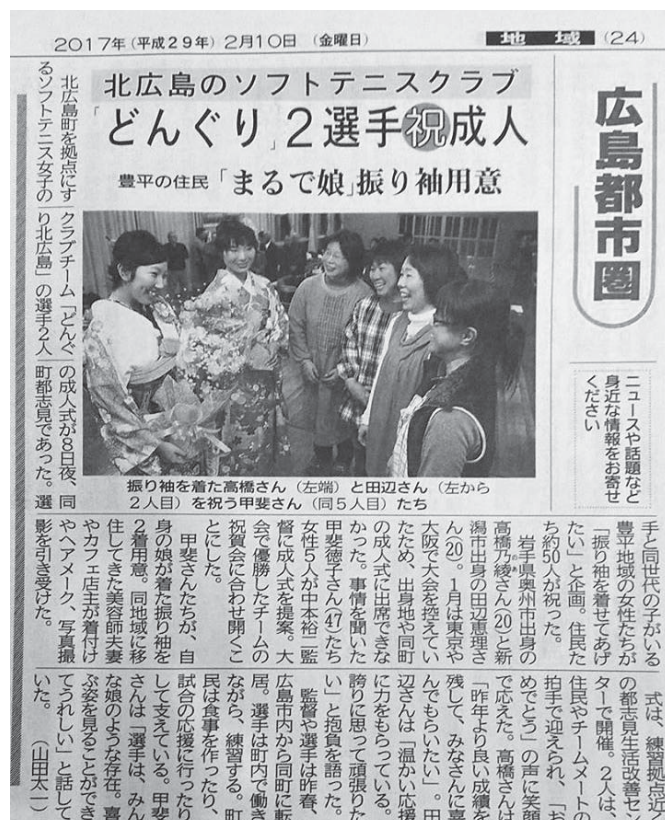 2017年(平成29年) 2月10日 (金曜日) 地域 (24)
広島都市圏
ニュースや話題など
身近な情報をお寄せ
ください
北広島のソフトテニスクラブ
「どんぐり」2選手祝成人
豊平の住民「まるで娘」振り袖用意
北広島町を拠点にす
るソフトテニス女子の
クラブチーム「どんぐ
り北広島」の選手2人
の成人式が8日夜、同
町都志見であった。選
振り袖を着た高橋さん(左端)と田辺さん(左から
2人目)を祝う甲斐さん(同5人目)たち
手と同世代の子がいる
豊平地域の女性たちが
「振り袖を着せてあげ
たい」と企画。住民た
ち約50人が祝った。
岩手県奥州市出身の
高橋乃綾さん(20)と新
潟市出身の田辺恵理さ
ん(20)。1月は東京や
大阪で大会を控えてい
たため、出身地や同町
の成人式に出席できな
かった。事情を聞いた
甲斐徳子さん(47)たち
女性5人が中本裕二監
督に成人式を提案。大
会で優勝したチームの
祝賀会に合わせ開くこ
とにした。
甲斐さんたちが、自
身の娘が着た振り袖を
2着用意。同地域に移
住してきた美容師夫妻
やカフェ店主が着付け
やヘアメーク、写真撮
影を引き受けた。
式は、練習拠点近く
の都志見生活改善セン
ターで開催。2人は、
住民やチームメートの
拍手で迎えられ、「お
めでとう」の声に笑顔
で応えた。高橋さんは
「昨年より良い成績を
残して、みなさんに喜
んでもらいたい」。田
辺さんは「温かい応援
に力をもらっている。
誇りに思って頑張りた
い」と抱負を語った。
監督や選手は昨春、
広島市内から同町に転
居。選手は町内で働き
ながら、練習する。町
民は食事を作ったり、
試合の応援に行ったり
して支えている。甲斐
さんは「選手は、みん
な娘のような存在。喜
ぶ姿を見ることができ
てうれしい」と話して
いた。 (山田太一)